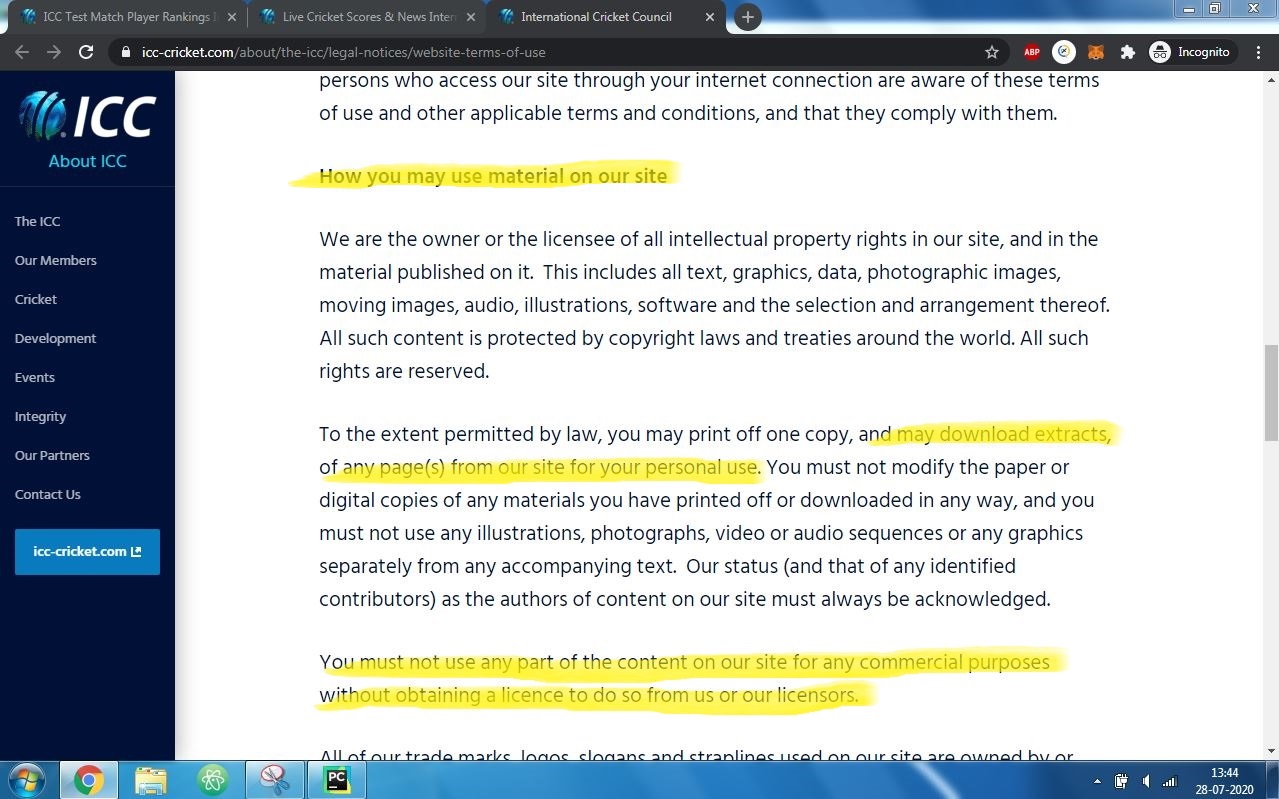 ICC Test Match Player Rankings
Live Cricket Scores & News Inter
International Cricket Council
icc-cricket.com/about/the-icc/legal-notices/website-terms-of-use
ABP
Incognito
ICC
About ICC
The ICC
Our Members
Cricket
Development
Events
Integrity
Our Partners
Contact Us
icc-cricket.com
persons who access our site through your internet connection are aware of these terms
of use and other applicable terms and conditions, and that they comply with them.
How you may use material on our site
We are the owner or the licensee of all intellectual property rights in our site, and in the
material published on it.  This includes all text, graphics, data, photographic images,
moving images, audio, illustrations, software and the selection and arrangement thereof.
All such content is protected by copyright laws and treaties around the world. All such
rights are reserved.
To the extent permitted by law, you may print off one copy, and may download extracts,
of any page(s) from our site for your personal use. You must not modify the paper or
digital copies of any materials you have printed off or downloaded in any way, and you
must not use any illustrations, photographs, video or audio sequences or any graphics
separately from any accompanying text.  Our status (and that of any identified
contributors) as the authors of content on our site must always be acknowledged.
You must not use any part of the content on our site for any commercial purposes
without obtaining a licence to do so from us or our licensors.
All of our trade marks, logos, slogans and straplines used on our site are owned by or
PC
13:44
28-07-2020